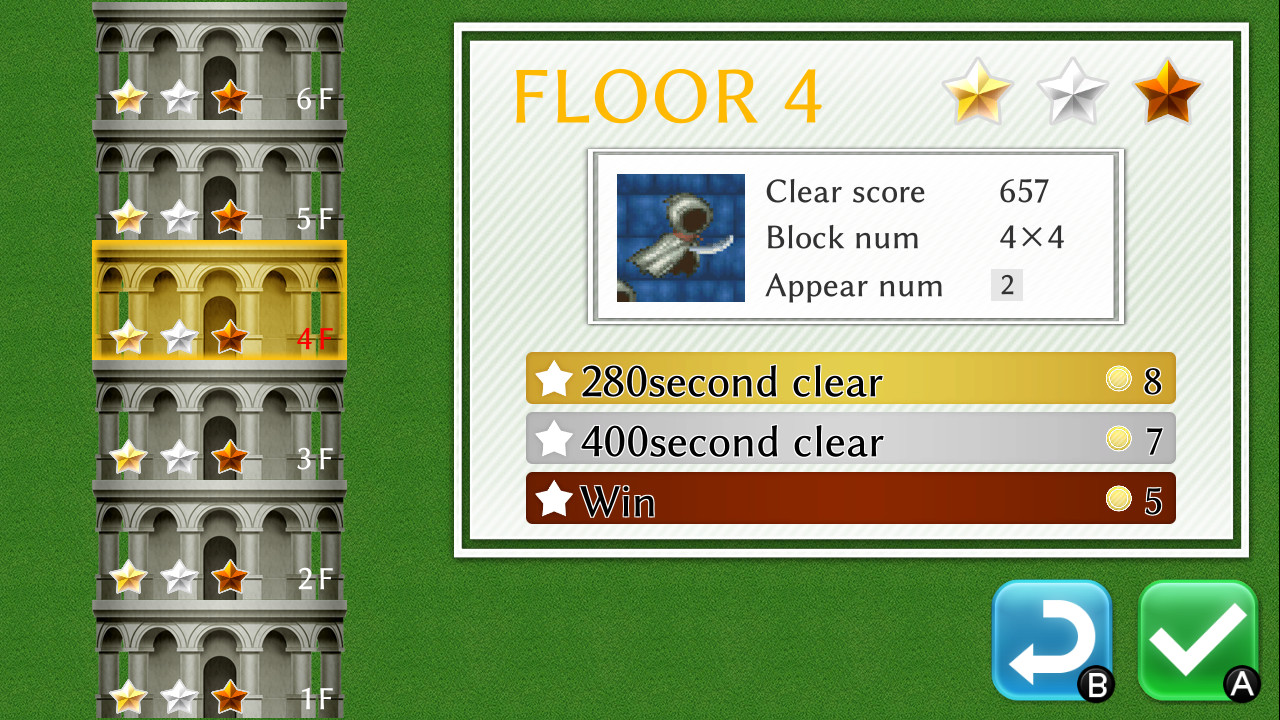 6F
5F
4F
3F
2F
1F
FLOOR 4
Clear score 657
Block num 4×4
Appear num 2
280second clear 8
400second clear 7
Win 5
B
A